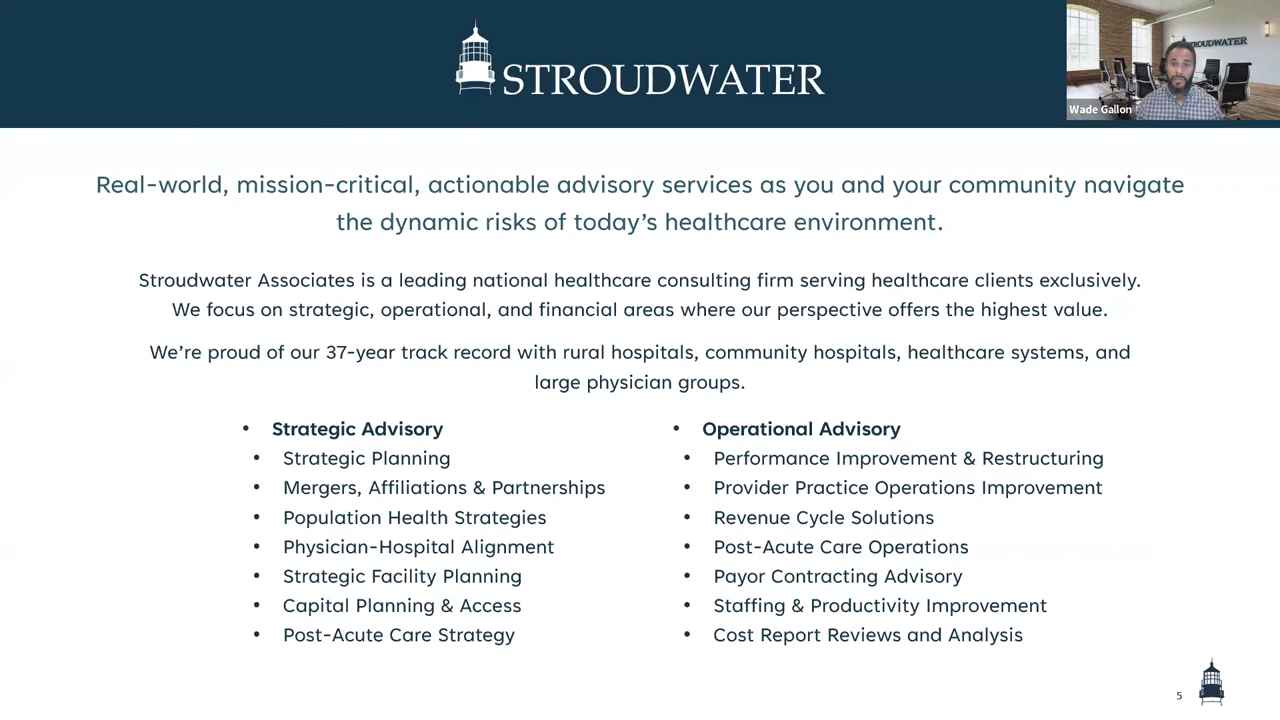 STROUDWATER
STROUDWATER
Wade Gallon
Real-world, mission-critical, actionable advisory services as you and your community navigate
the dynamic risks of today's healthcare environment.
Stroudwater Associates is a leading national healthcare consulting firm serving healthcare clients exclusively.
We focus on strategic, operational, and financial areas where our perspective offers the highest value.
We're proud of our 37-year track record with rural hospitals, community hospitals, healthcare systems, and
large physician groups.
• Strategic Advisory
• Strategic Planning
• Mergers, Affiliations & Partnerships
• Population Health Strategies
• Physician-Hospital Alignment
• Strategic Facility Planning
• Capital Planning & Access
• Post-Acute Care Strategy
• Operational Advisory
• Performance Improvement & Restructuring
• Provider Practice Operations Improvement
• Revenue Cycle Solutions
• Post-Acute Care Operations
• Payor Contracting Advisory
• Staffing & Productivity Improvement
• Cost Report Reviews and Analysis
5